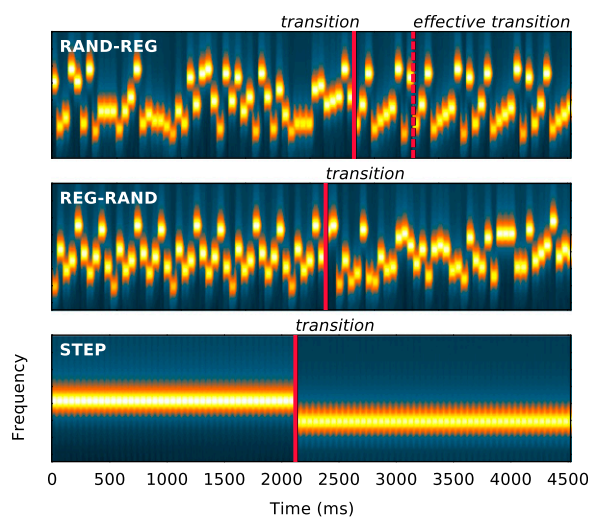 transition effective transition
RAND-REG
transition
REG-RAND
transition
STEP
Frequency
0 500 1000 1500 2000 2500 3000 3500 4000 4500
Time (ms)